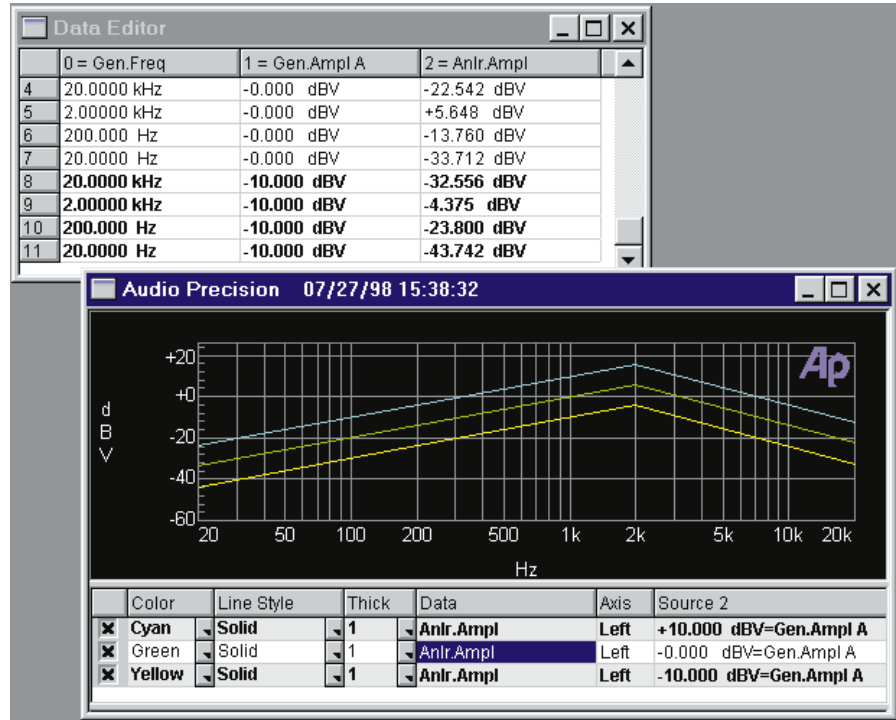 Data Editor
0 = Gen.Freq 1 = Gen.Ampl A 2 = Anlr.Ampl
4 20.0000 kHz -0.000 dBV -22.542 dBV
5 2.00000 kHz -0.000 dBV +5.648 dBV
6 200.000 Hz -0.000 dBV -13.760 dBV
7 20.0000 Hz -0.000 dBV -33.712 dBV
8 20.0000 kHz -10.000 dBV -32.556 dBV
9 2.00000 kHz -10.000 dBV -4.375 dBV
10 200.000 Hz -10.000 dBV -23.800 dBV
11 20.0000 Hz -10.000 dBV -43.742 dBV
Audio Precision 07/27/98 15:38:32
Ap
+20
+0
-20
-40
-60
d
B
V
20 50 100 200 500 1k 2k 5k 10k 20k
Hz
Color Line Style Thick Data Axis Source 2
Cyan Solid 1 Anlr.Ampl Left +10.000 dBV=Gen.Ampl A
Green Solid 1 Anlr.Ampl Left -0.000 dBV=Gen.Ampl A
Yellow Solid 1 Anlr.Ampl Left -10.000 dBV=Gen.Ampl A